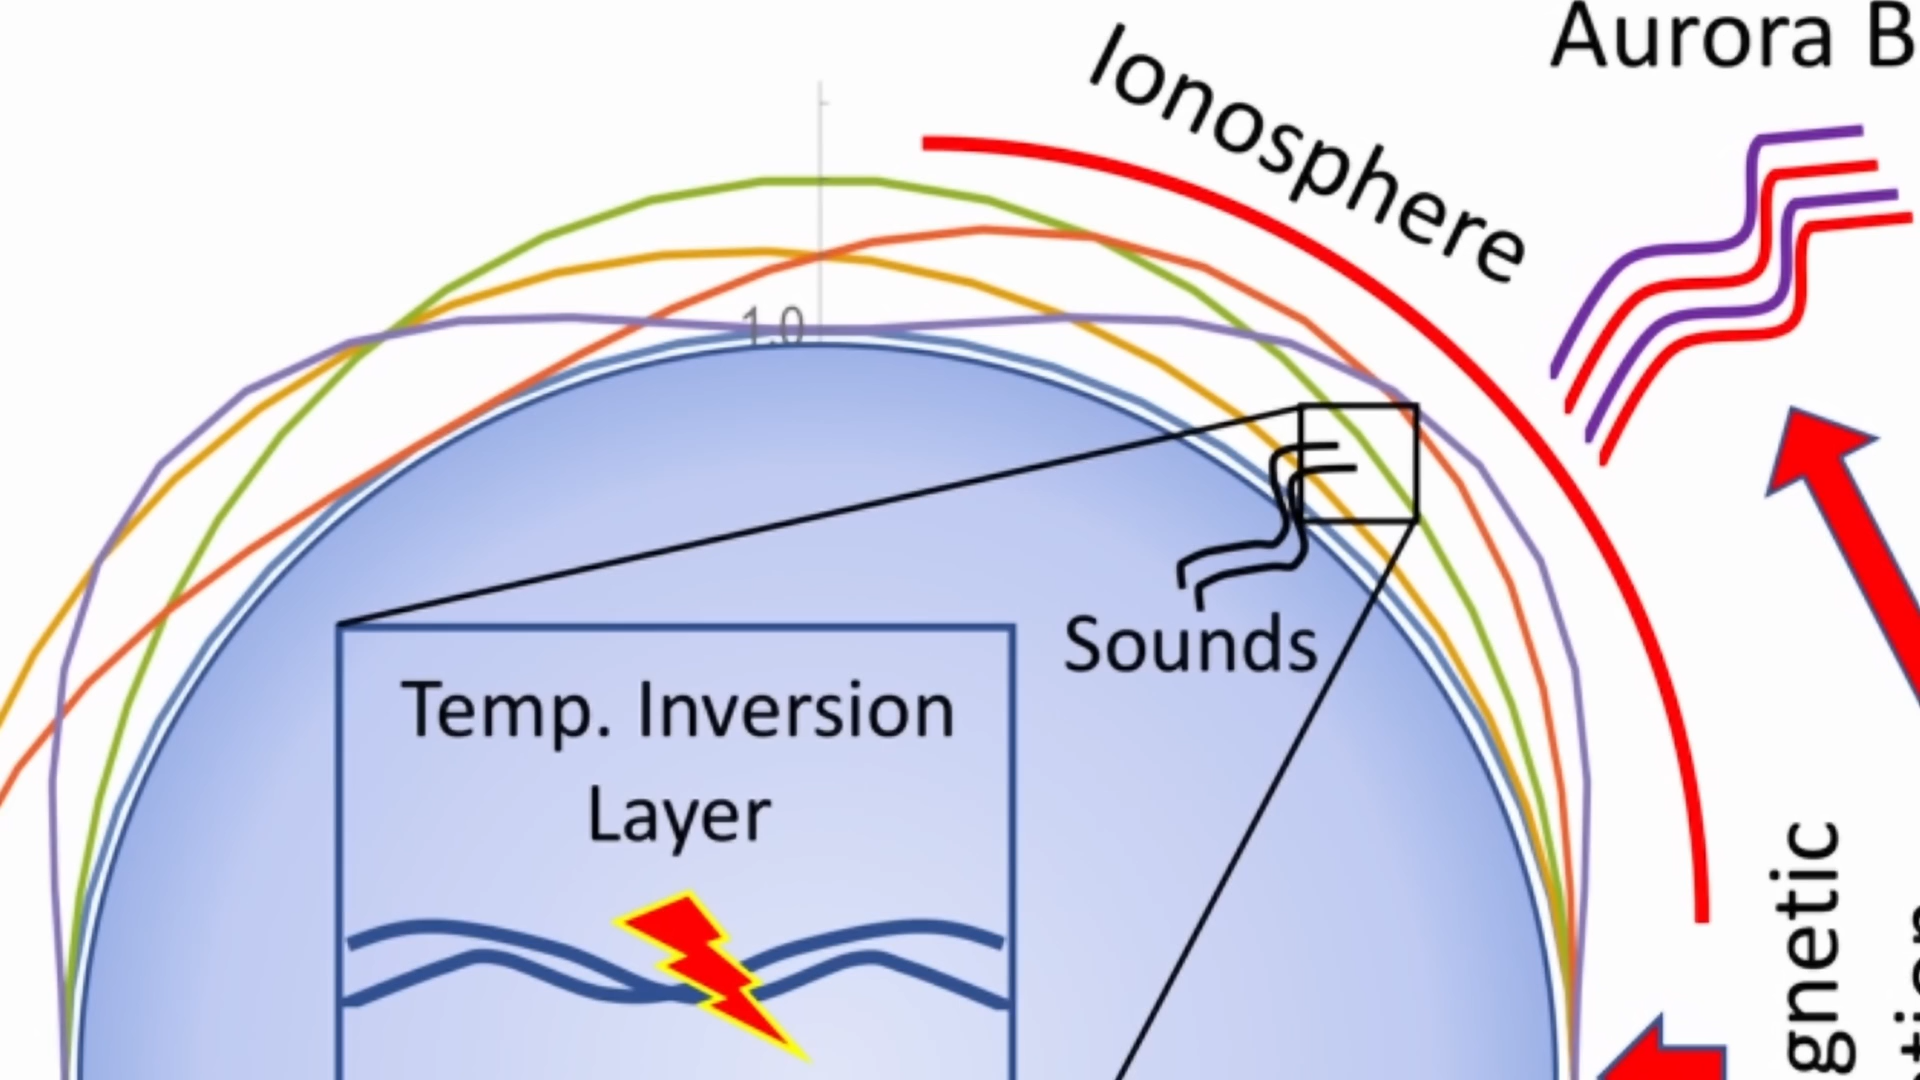 Aurora B
Ionosphere
1.0
Sounds
Temp. Inversion
Layer
gnetic